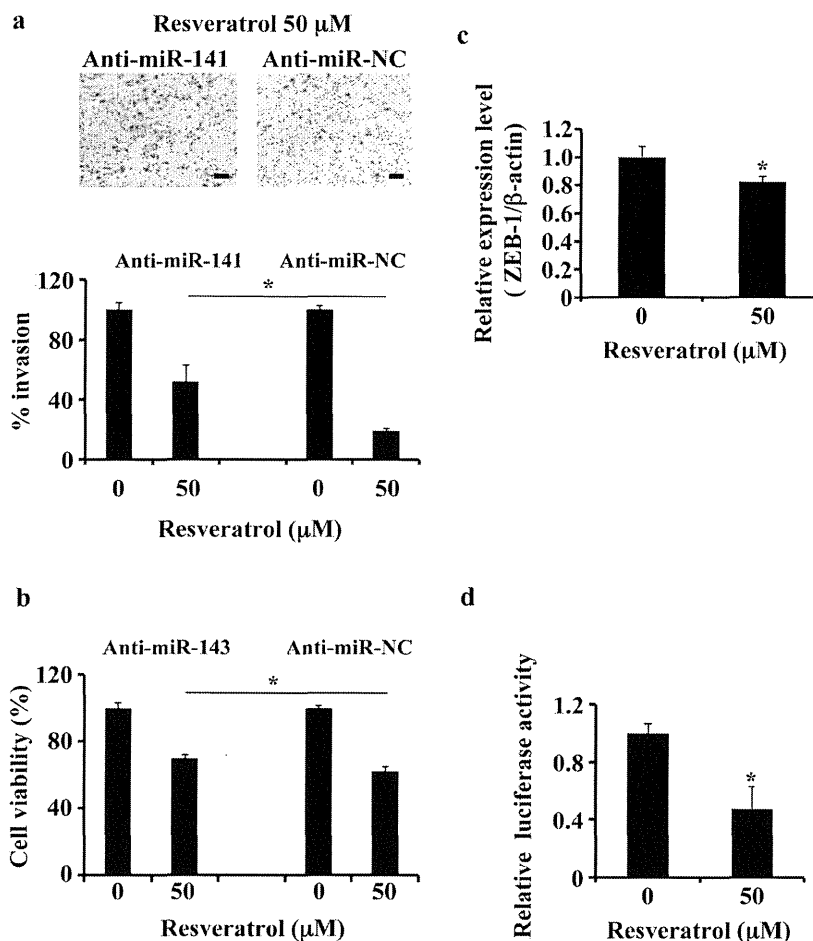 a
Resveratrol 50 µM
Anti-miR-141 Anti-miR-NC
Anti-miR-141 Anti-miR-NC
*
120
80
40
0
% invasion
0 50 0 50
Resveratrol (µM)
b
Anti-miR-143 Anti-miR-NC
*
120
80
40
0
Cell viability (%)
0 50 0 50
Resveratrol (µM)
c
Relative expression level
( ZEB-1/β-actin)
1.2
1.0
0.8
0.6
0.4
0.2
0
*
0 50
Resveratrol (µM)
d
Relative luciferase activity
1.2
0.8
0.4
0
*
0 50
Resveratrol (µM)